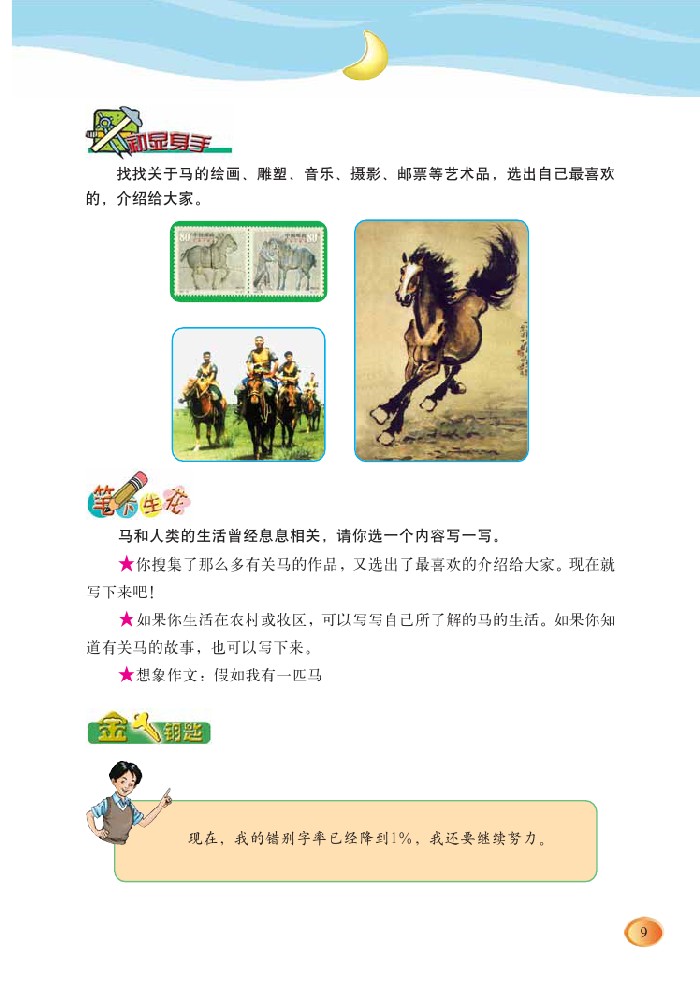 初显身手
找找关于马的绘画、雕塑、音乐、摄影、邮票等艺术品，选出自己最喜欢
的，介绍给大家。
80
80
笔下生花
马和人类的生活曾经息息相关，请你选一个内容写一写。
★你搜集了那么多有关马的作品，又选出了最喜欢的介绍给大家。现在就
写下来吧！
★如果你生活在农村或牧区，可以写写自己所了解的马的生活。如果你知
道有关马的故事，也可以写下来。
★想象作文：假如我有一匹马
金钥匙
现在，我的错别字率已经降到1%，我还要继续努力。
9